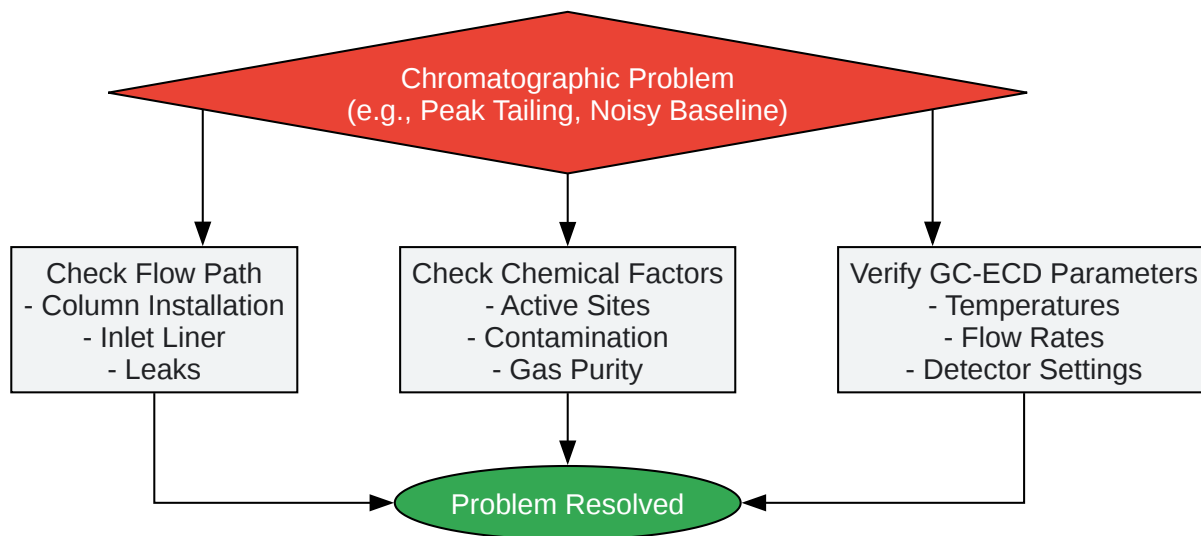 Chromatographic Problem
(e.g., Peak Tailing, Noisy Baseline)
Check Flow Path
- Column Installation
- Inlet Liner
- Leaks
Check Chemical Factors
- Active Sites
- Contamination
- Gas Purity
Verify GC-ECD Parameters
- Temperatures
- Flow Rates
- Detector Settings
Problem Resolved